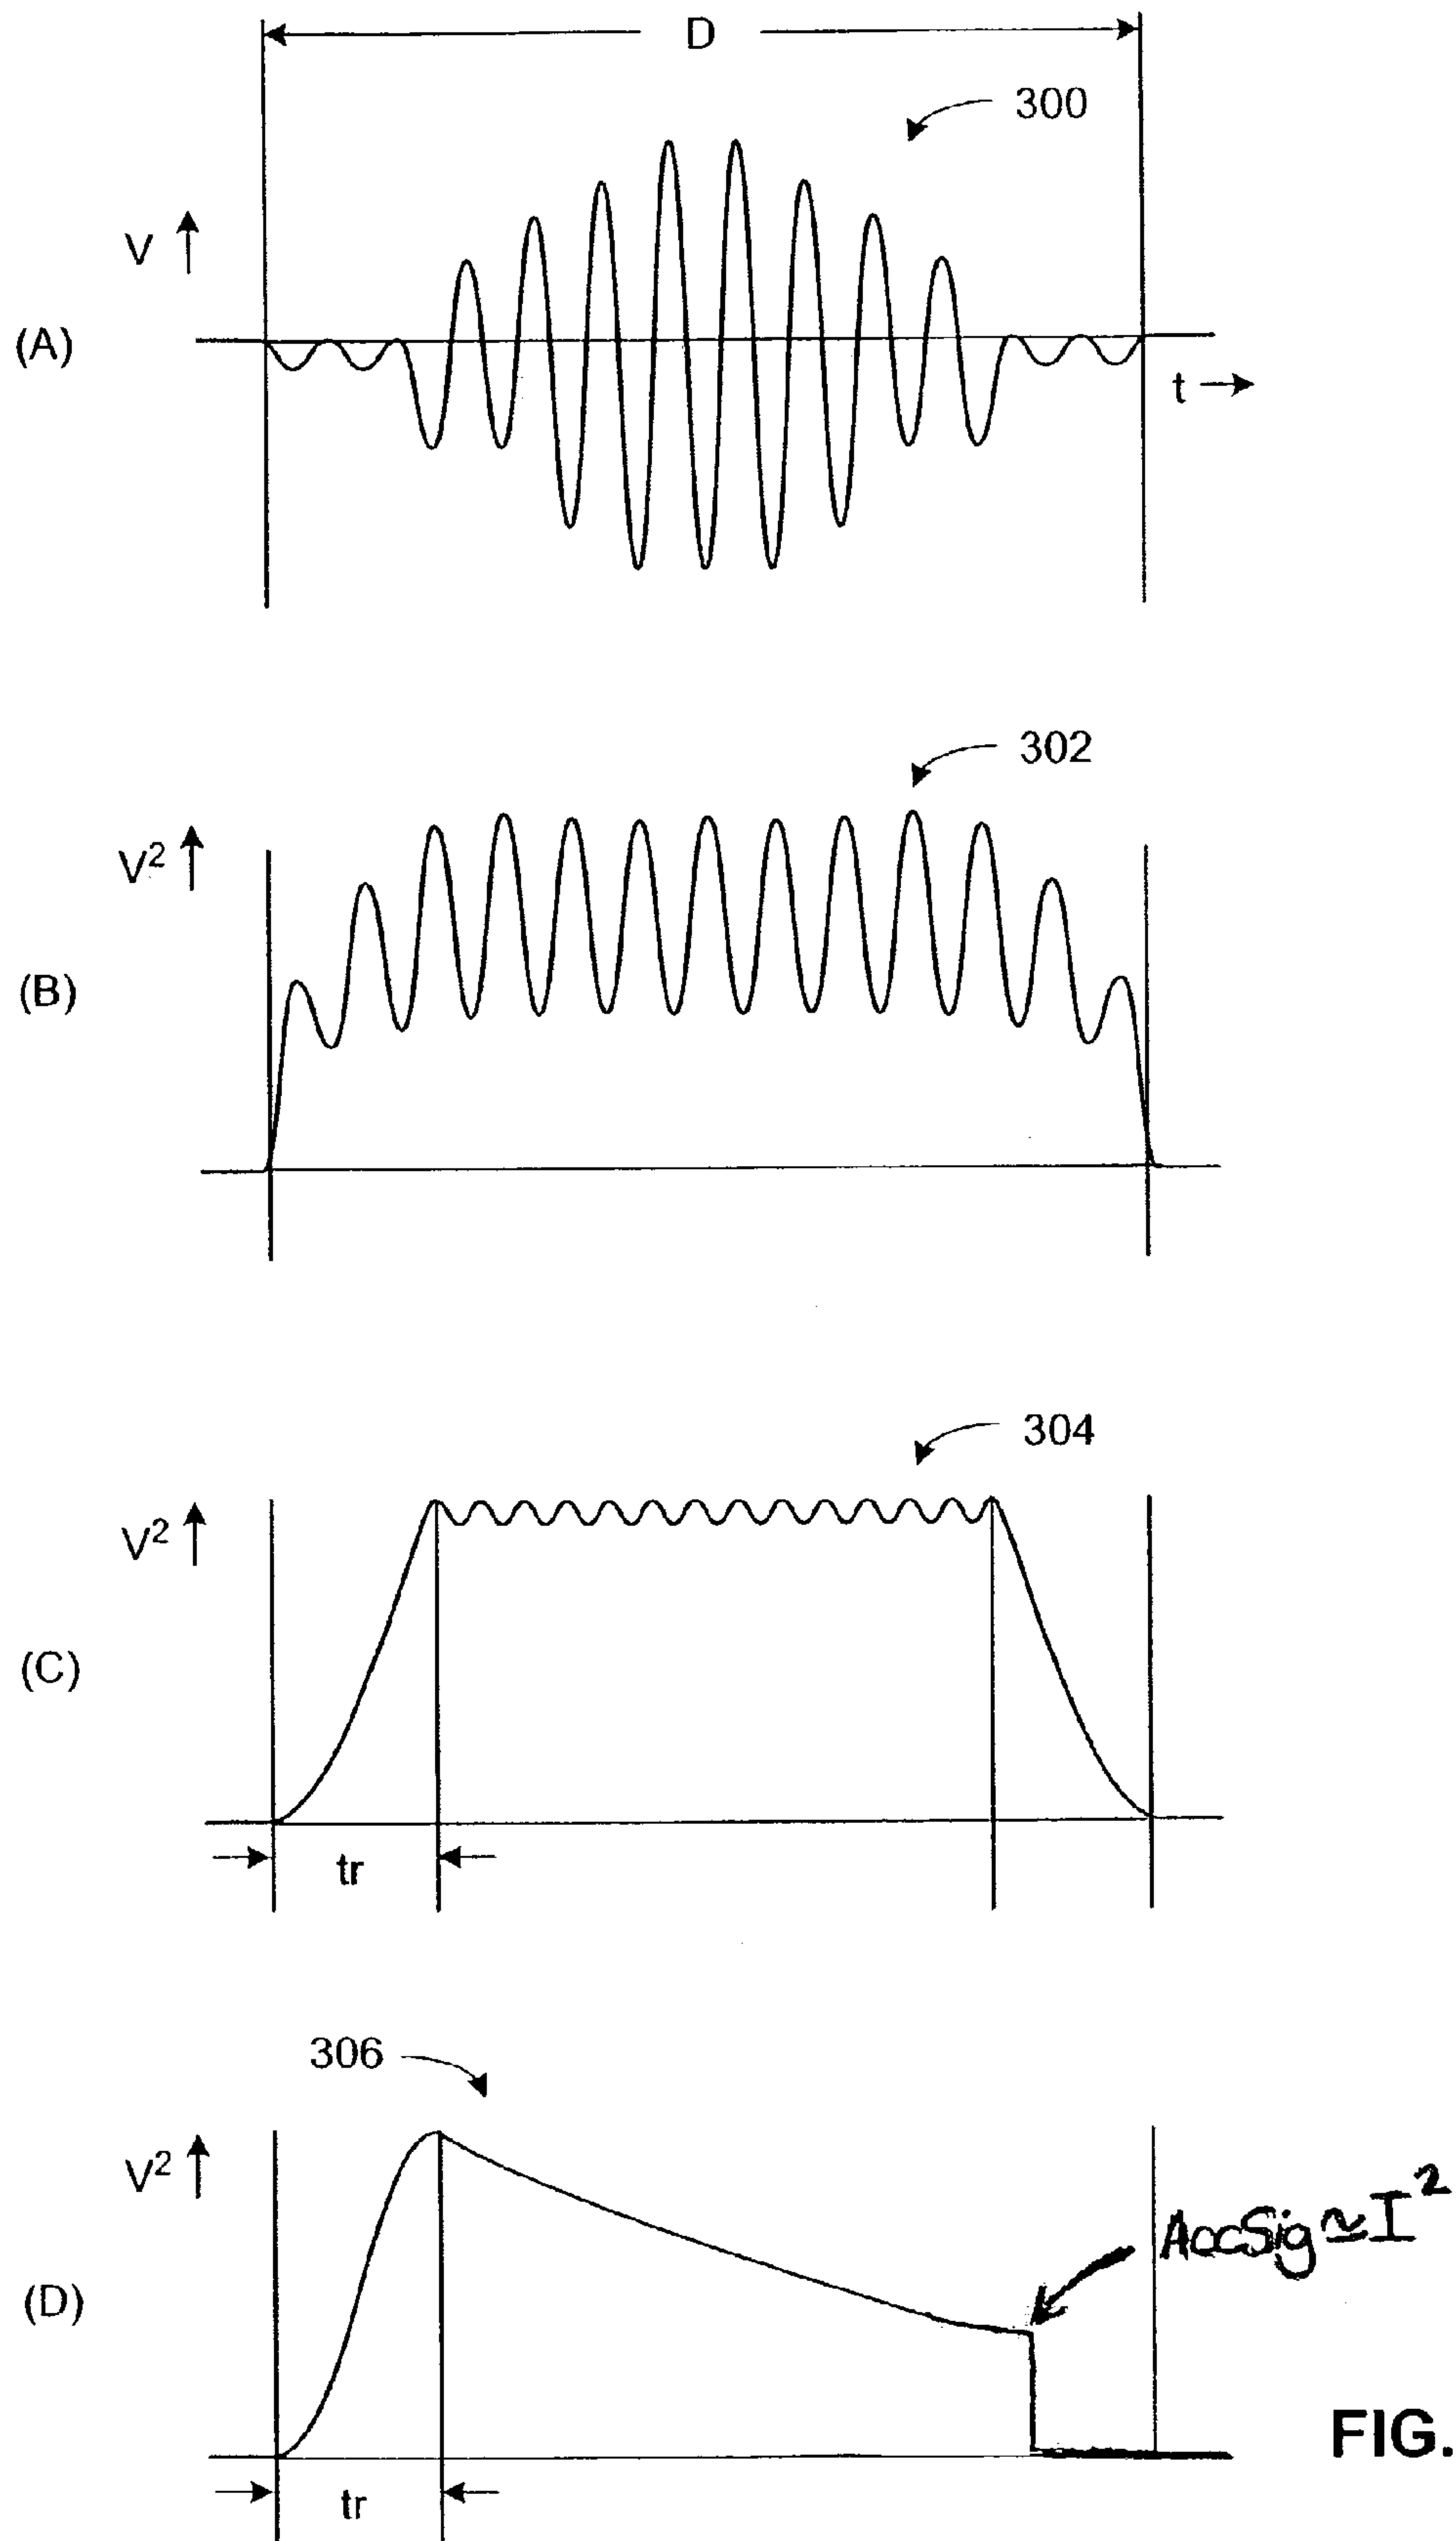 D
300
V
(A)
t
302
V²
(B)
304
V²
(C)
tr
306
V²
AccSig≃I²
(D)
FIG.
tr